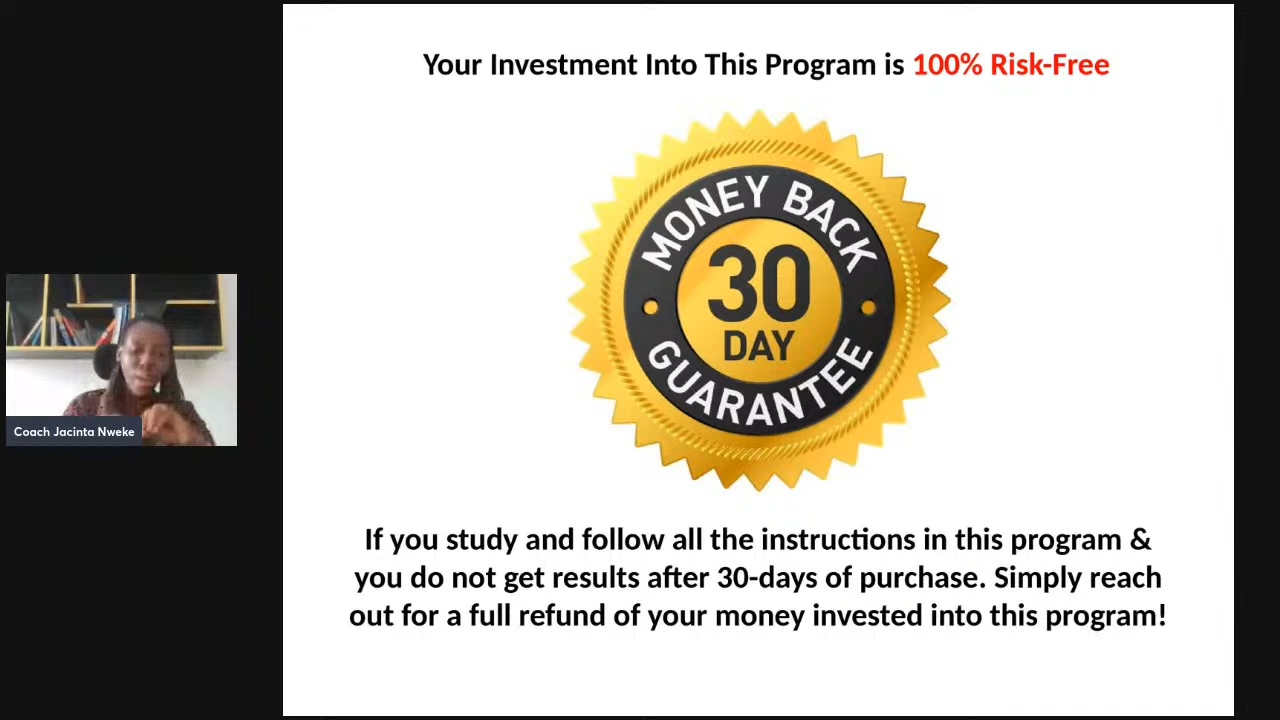 Your Investment Into This Program is 100% Risk-Free
MONEY BACK
30
DAY
GUARANTEE
Coach Jacinta Nweke
If you study and follow all the instructions in this program &
you do not get results after 30-days of purchase. Simply reach
out for a full refund of your money invested into this program!